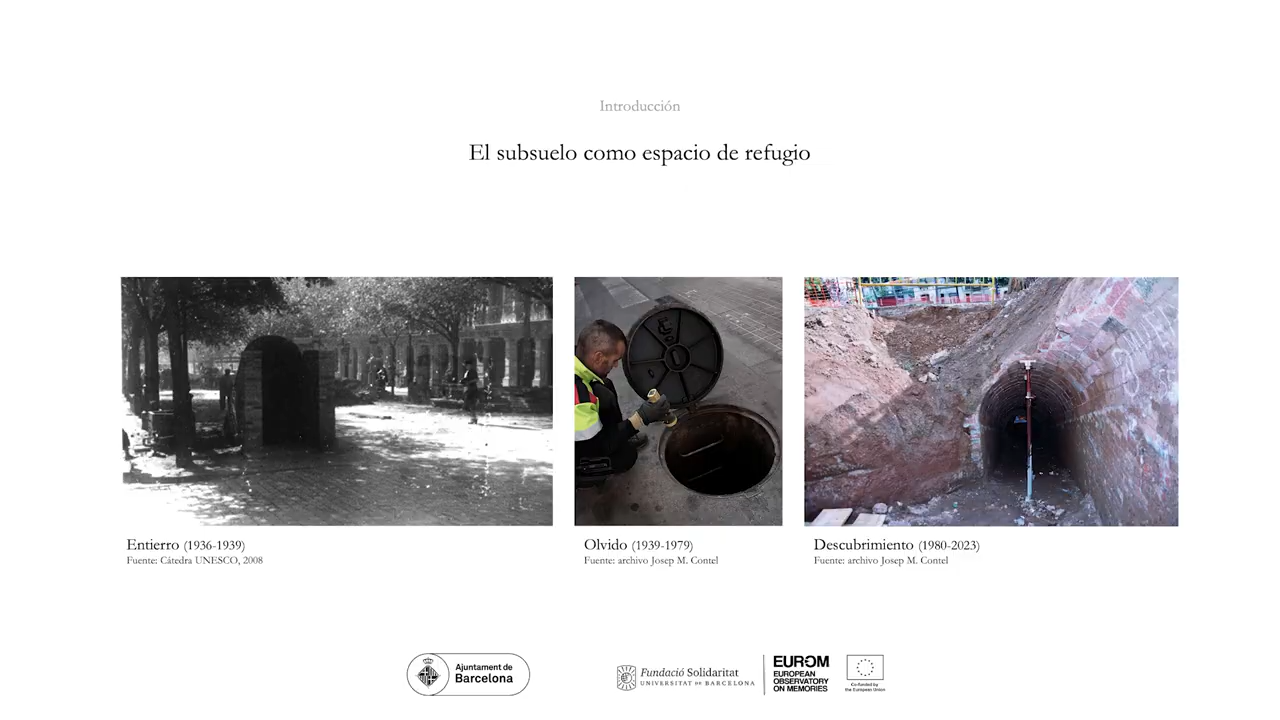 Introducción
El subsuelo como espacio de refugio
Entierro (1936-1939)
Fuente: Cátedra UNESCO, 2008
Olvido (1939-1979)
Fuente: archivo Josep M. Contel
Descubrimiento (1980-2023)
Fuente: archivo Josep M. Contel
Ajuntament de
Barcelona
Fundació Solidaritat
UNIVERSITAT DE BARCELONA
EUROM
EUROPEAN
OBSERVATORY
ON MEMORIES
Co-funded by
the European Union